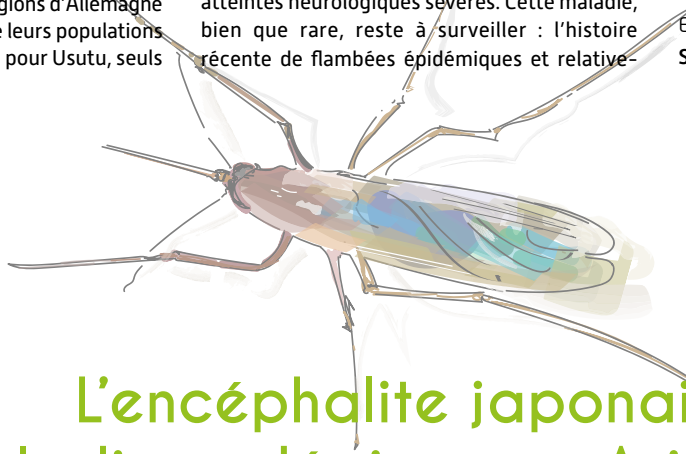 gions d'Allemagne
leurs populations
pour Usutu, seuls
atteintes neurologiques sévères. Cette maladie,
bien que rare, reste à surveiller : l'histoire
récente de flambées épidémiques et relative-
L'encéphalite japonai